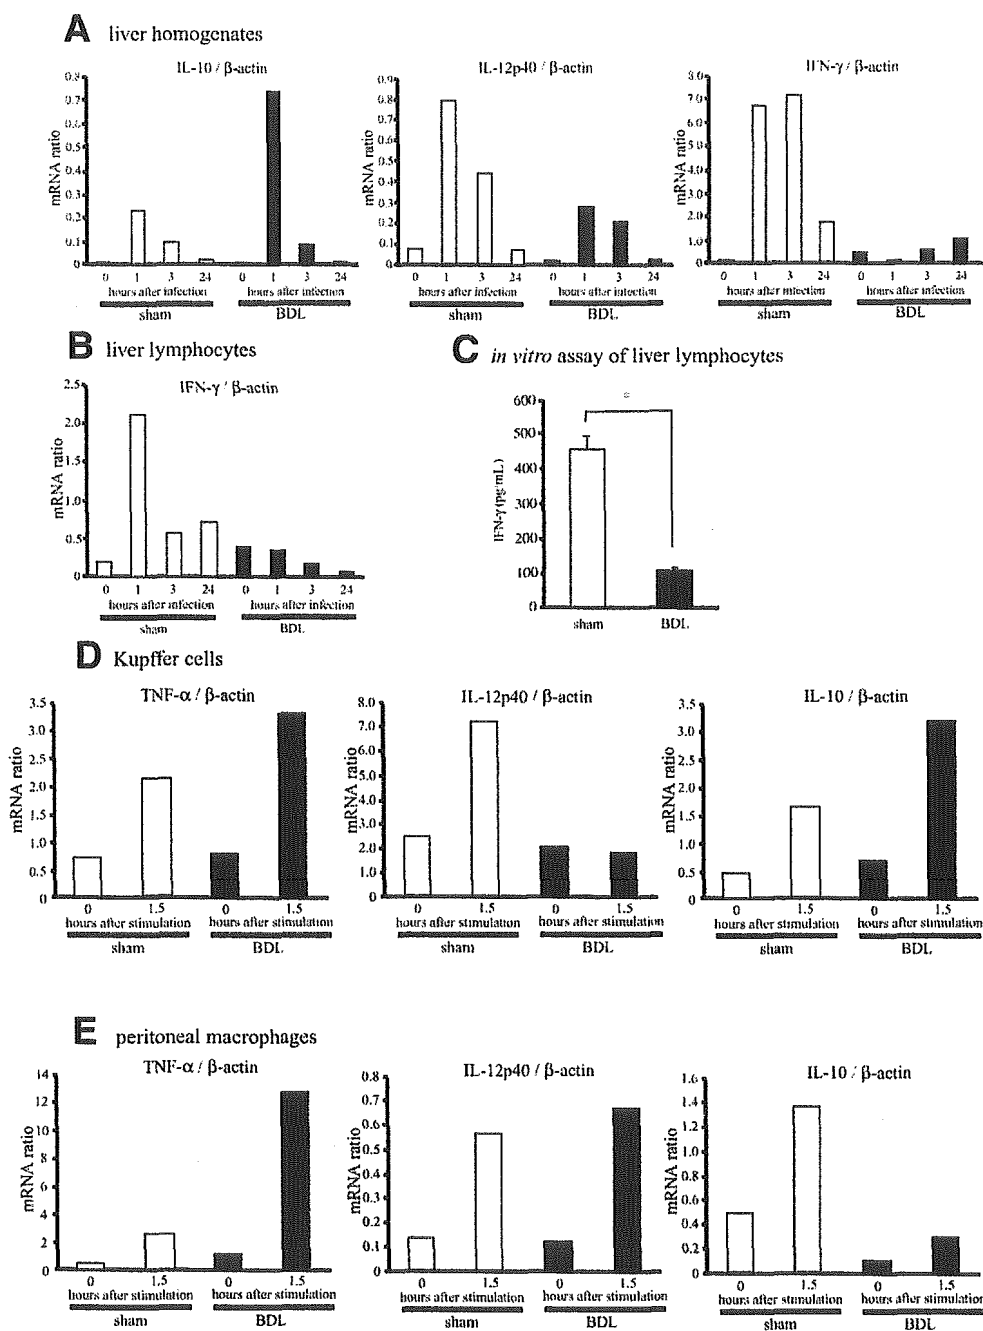 A liver homogenates
IL-10 / β-actin
mRNA ratio
0.8
0.7
0.6
0.5
0.4
0.3
0.2
0.1
0
0 1 3 24 0 1 3 24
hours after infection hours after infection
sham BDL
IL-12p40 / β-actin
mRNA ratio
0.9
0.8
0.7
0.6
0.5
0.4
0.3
0.2
0.1
0
0 1 3 24 0 1 3 24
hours after infection hours after infection
sham BDL
IFN-γ / β-actin
mRNA ratio
8.0
7.0
6.0
5.0
4.0
3.0
2.0
1.0
0
0 1 3 24 0 1 3 24
hours after infection hours after infection
sham BDL
B liver lymphocytes
IFN-γ / β-actin
mRNA ratio
2.5
2.0
1.5
1.0
0.5
0
0 1 3 24 0 1 3 24
hours after infection hours after infection
sham BDL
C in vitro assay of liver lymphocytes
*
IFN-γ (pg/mL)
600
500
400
300
200
100
0
sham BDL
D Kupffer cells
TNF-α / β-actin
mRNA ratio
3.5
3.0
2.0
1.5
1.0
0.5
0
0 1.5 0 1.5
hours after stimulation hours after stimulation
sham BDL
IL-12p40 / β-actin
mRNA ratio
8.0
7.0
6.0
5.0
4.0
3.0
2.0
1.0
0
0 1.5 0 1.5
hours after stimulation hours after stimulation
sham BDL
IL-10 / β-actin
mRNA ratio
3.5
3.0
2.5
2.0
1.5
1.0
0.5
0
0 1.5 0 1.5
hours after stimulation hours after stimulation
sham BDL
E peritoneal macrophages
TNF-α / β-actin
mRNA ratio
14
12
10
8
6
4
2
0
0 1.5 0 1.5
hours after stimulation hours after stimulation
sham BDL
IL-12p40 / β-actin
mRNA ratio
0.8
0.7
0.5
0.4
0.3
0.2
0.1
0
0 1.5 0 1.5
hours after stimulation hours after stimulation
sham BDL
IL-10 / β-actin
mRNA ratio
1.6
1.4
1.2
1.0
0.8
0.6
0.4
0.2
0
0 1.5 0 1.5
hours after stimulation hours after stimulation
sham BDL